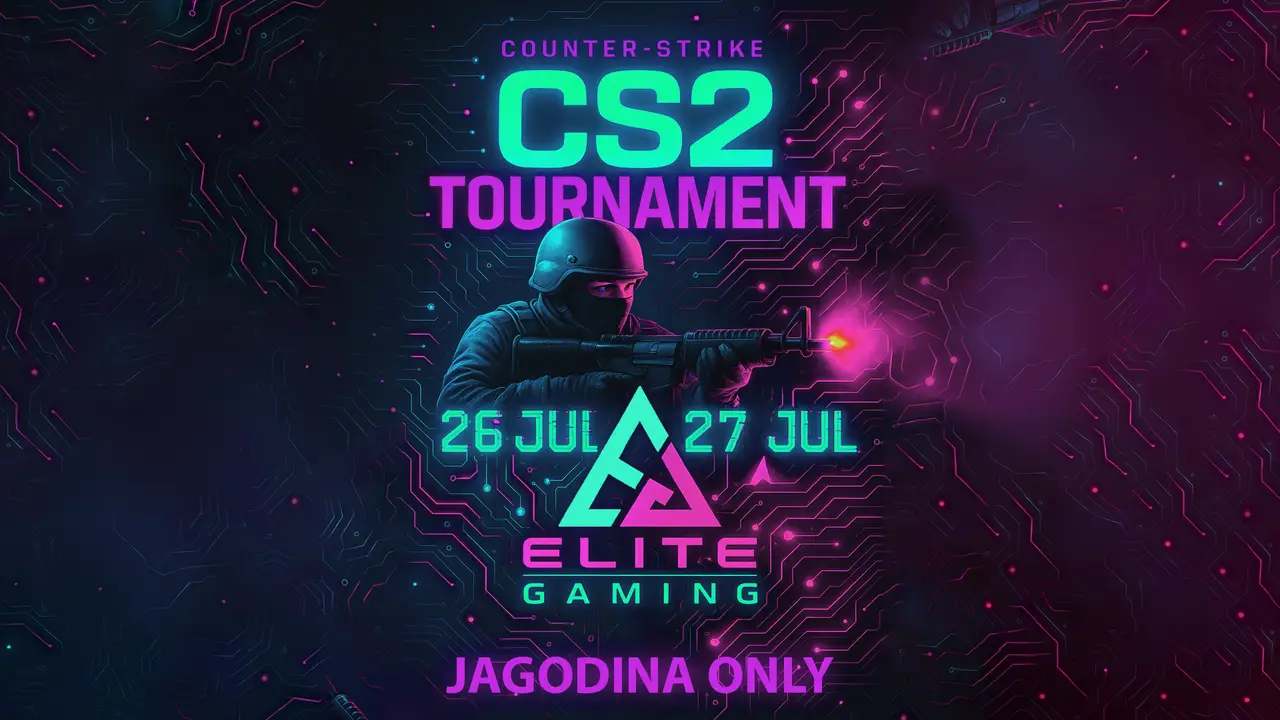 COUNTER-STRIKE
CS2
TOURNAMENT
26 JUL 27 JUL
ELITE
GAMING
JAGODINA ONLY